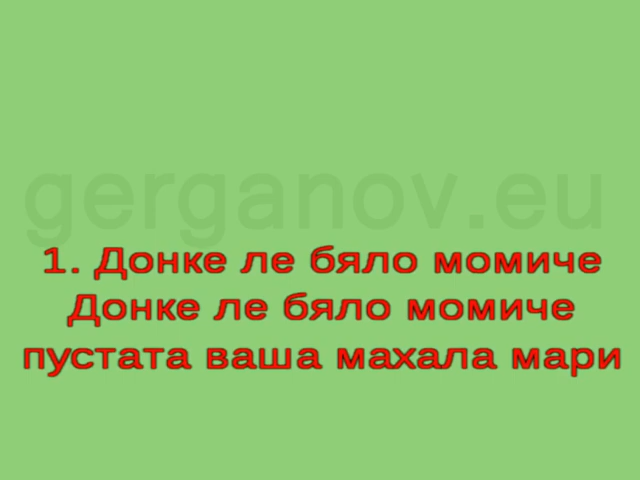 gerganov.eu
1. Донке ле бяло момиче
Донке ле бяло момиче
пустата ваша махала мари